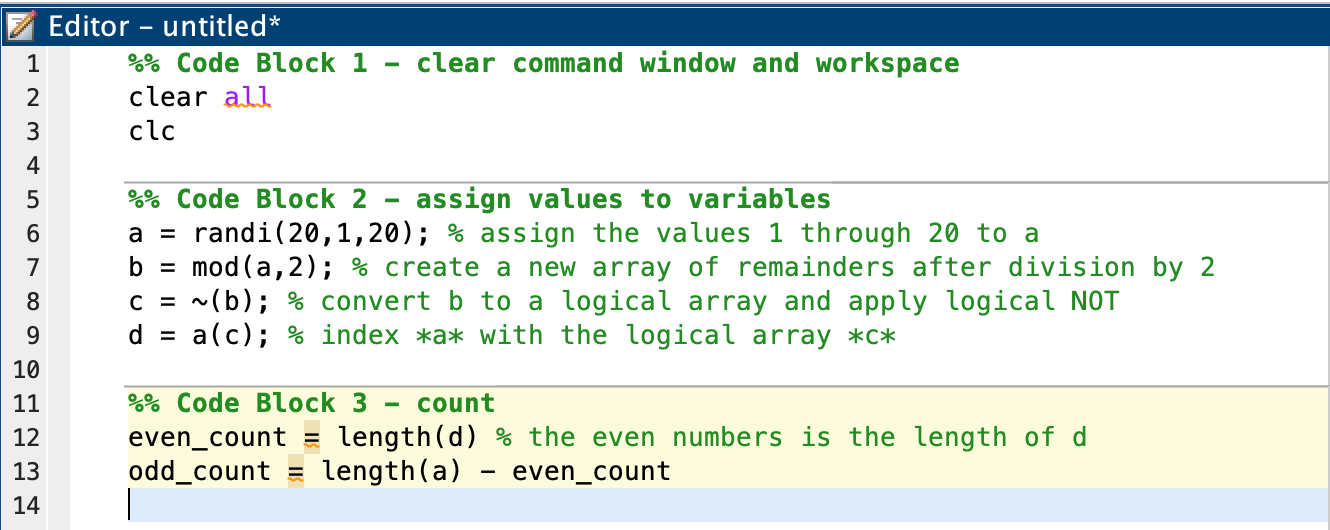 Editor – untitled*
1 %% Code Block 1 – clear command window and workspace
2 clear all
3 clc
4
5 %% Code Block 2 – assign values to variables
6 a = randi(20,1,20); % assign the values 1 through 20 to a
7 b = mod(a,2); % create a new array of remainders after division by 2
8 c = ~(b); % convert b to a logical array and apply logical NOT
9 d = a(c); % index *a* with the logical array *c*
10
11 %% Code Block 3 – count
12 even_count = length(d) % the even numbers is the length of d
13 odd_count = length(a) – even_count
14